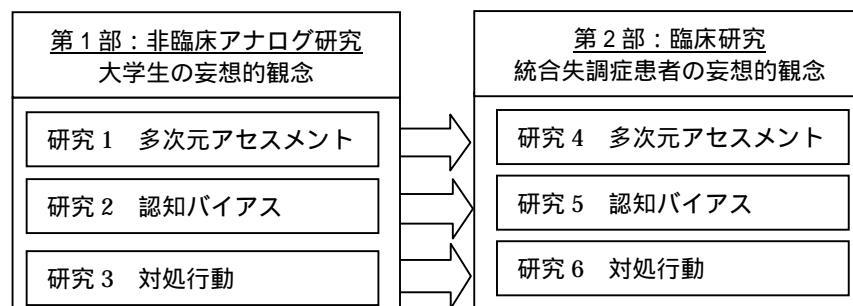 第1部:非臨床アナログ研究
大学生の妄想的観念
研究1 多次元アセスメント
研究2 認知バイアス
研究3 対処行動
第2部:臨床研究
統合失調症患者の妄想的観念
研究4 多次元アセスメント
研究5 認知バイアス
研究6 対処行動